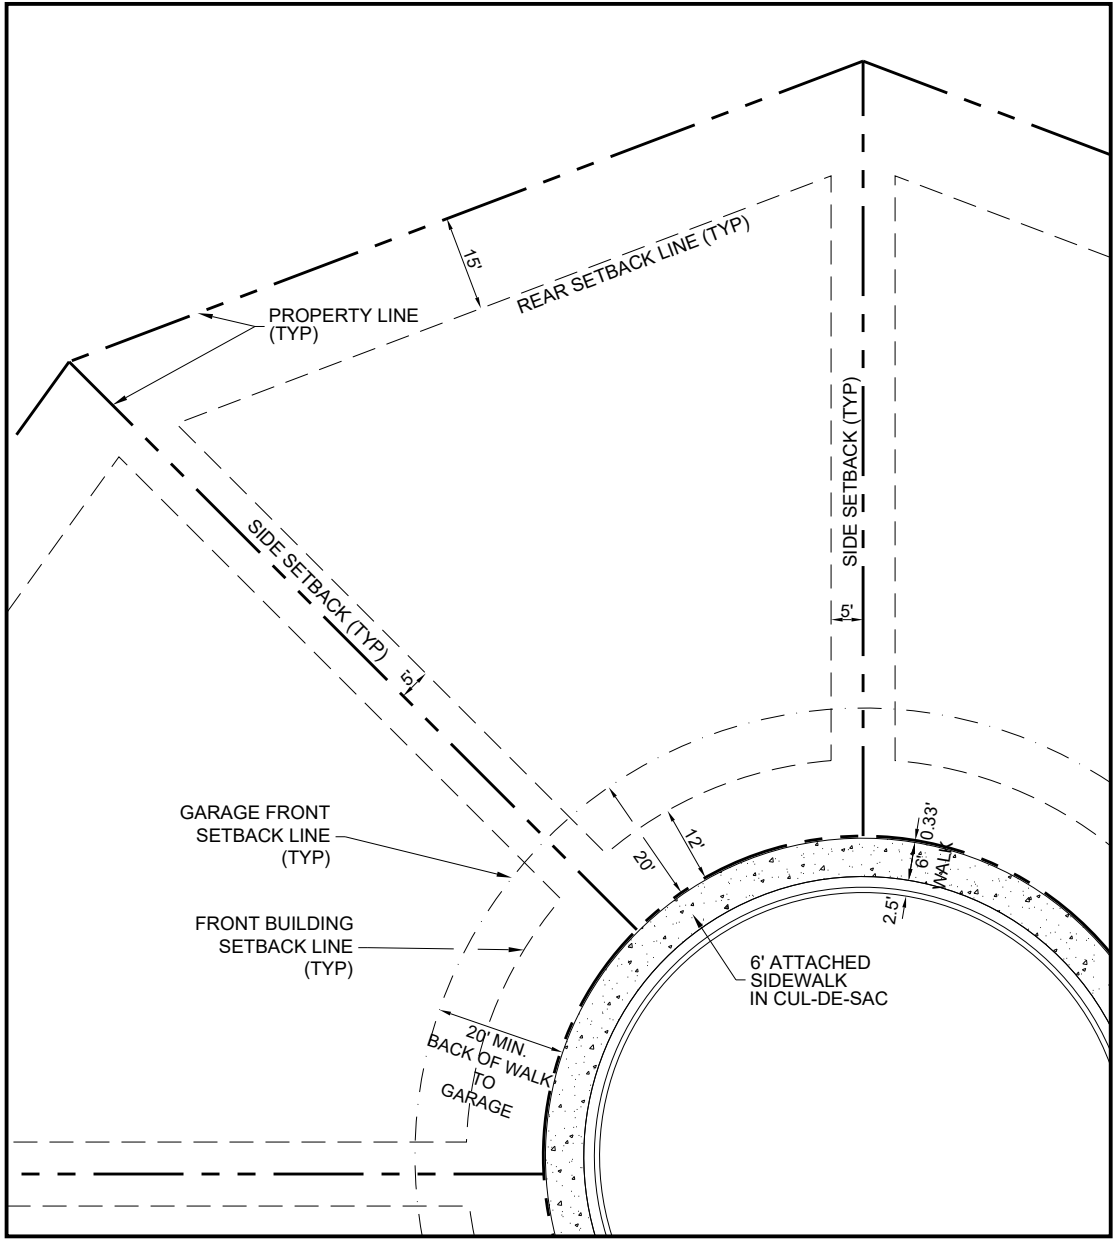 15'
REAR SETBACK LINE (TYP)
PROPERTY LINE
(TYP)
SIDE SETBACK (TYP)
SIDE SETBACK (TYP)
5'
5'
GARAGE FRONT
SETBACK LINE
(TYP)
12'
20'
0.33'
6'
WALK
2.5'
FRONT BUILDING
SETBACK LINE
(TYP)
6' ATTACHED
SIDEWALK
IN CUL-DE-SAC
20' MIN.
BACK OF WALK
TO
GARAGE